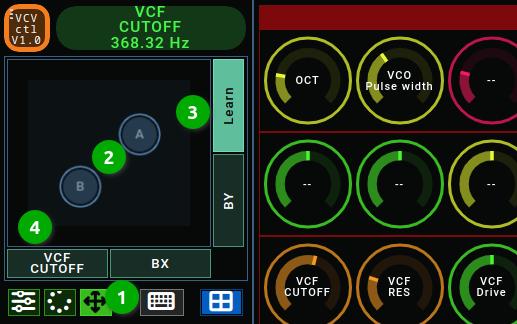 VCV
ctl
V1.0
VCF
CUTOFF
368.32 Hz
Learn
3
A
2
B
BY
4
VCF
CUTOFF
BX
1
OCT
VCO
Pulse width
--
--
--
--
VCF
CUTOFF
VCF
RES
VCF
Drive